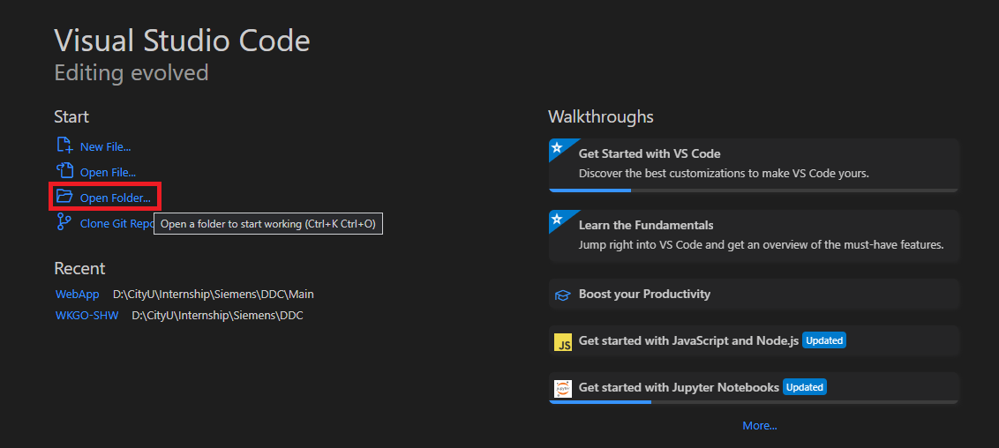 Visual Studio Code
Editing evolved
Start
New File...
Open File...
Open Folder...
Clone Git Repo
Open a folder to start working (Ctrl+K Ctrl+O)
Recent
WebApp D:\CityU\Internship\Siemens\DDC\Main
WKGO-SHW D:\CityU\Internship\Siemens\DDC
Walkthroughs
Get Started with VS Code
Discover the best customizations to make VS Code yours.
Learn the Fundamentals
Jump right into VS Code and get an overview of the must-have features.
Boost your Productivity
JS Get started with JavaScript and Node.js Updated
jupyter Get started with Jupyter Notebooks Updated
More...